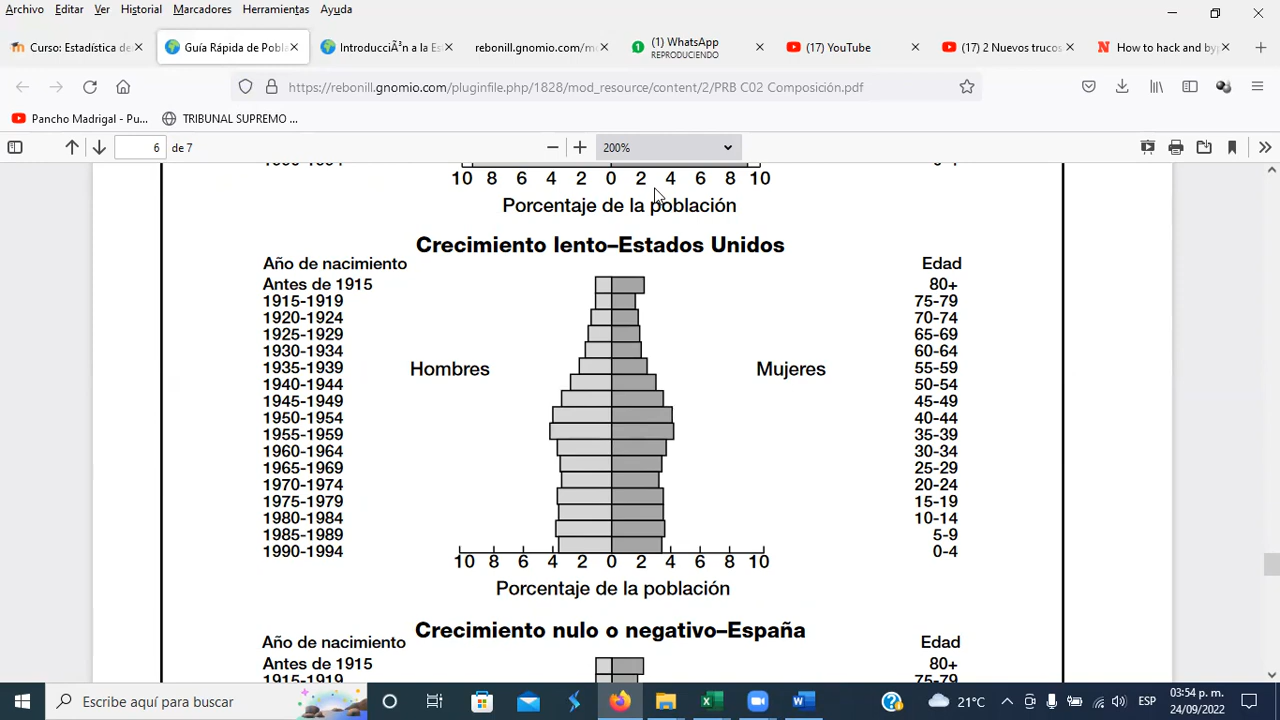 Archivo Editar Ver Historial Marcadores Herramientas Ayuda
Curso: Estadística de
Guía Rápida de Pobla
IntroducciÃ³n a la Es
rebonill.gnomio.com/mo
(1) WhatsApp
REPRODUCIENDO
(17) YouTube
(17) 2 Nuevos trucos
How to hack and byp
https://rebonill.gnomio.com/pluginfile.php/1828/mod_resource/content/2/PRB C02 Composición.pdf
Pancho Madrigal - Pu...
TRIBUNAL SUPREMO ...
6 de 7
200%
10 8 6 4 2 0 2 4 6 8 10
Porcentaje de la población
Crecimiento lento–Estados Unidos
Año de nacimiento Edad
Antes de 1915 80+
1915-1919 75-79
1920-1924 70-74
1925-1929 65-69
1930-1934 60-64
1935-1939 Hombres Mujeres 55-59
1940-1944 50-54
1945-1949 45-49
1950-1954 40-44
1955-1959 35-39
1960-1964 30-34
1965-1969 25-29
1970-1974 20-24
1975-1979 15-19
1980-1984 10-14
1985-1989 5-9
1990-1994 0-4
10 8 6 4 2 0 2 4 6 8 10
Porcentaje de la población
Crecimiento nulo o negativo–España
Año de nacimiento Edad
Antes de 1915 80+
1915-1919 75-79
Escribe aquí para buscar
21°C
ESP
03:54 p. m.
24/09/2022